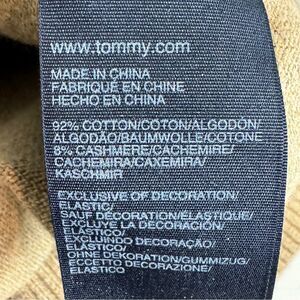 www.tommy.com
MADE IN CHINA
FABRIQUÉ EN CHINE
HECHO EN CHINA
92% COTTON/COTON/ALGODÓN/
ALGODÃO/BAUMWOLLE/COTONE
8% CASHMERE/CACHEMIRE/
CACHEMIRA/CAXEMIRA/
KASCHMIR
EXCLUSIVE OF DECORATION/
ELASTIC/
SAUF DÉCORATION/ÉLASTIQUE/
EXCLUYE LA DECORACIÓN/
ELÁSTICO/
EXCLUINDO DECORAÇÃO/
ELÁSTICO/
OHNE DEKORATION/GUMMIZUG/
ECCETTO DECORAZIONE/
ELASTICO